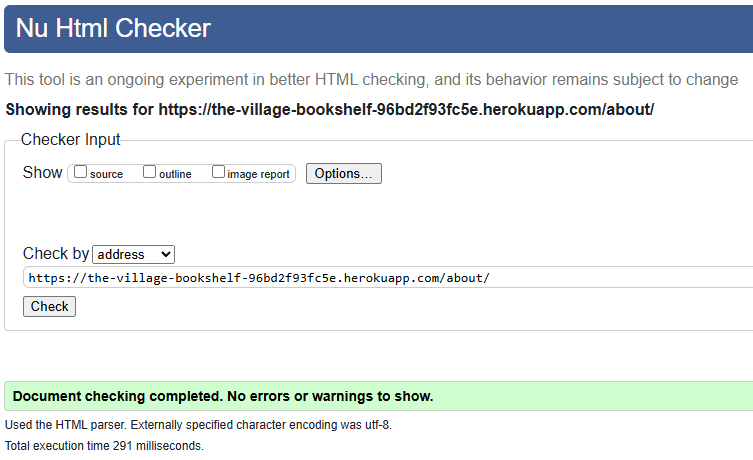 Nu Html Checker
This tool is an ongoing experiment in better HTML checking, and its behavior remains subject to change
Showing results for https://the-village-bookshelf-96bd2f93fc5e.herokuapp.com/about/
Checker Input
Show source outline image report Options...
Check by address
https://the-village-bookshelf-96bd2f93fc5e.herokuapp.com/about/
Check
Document checking completed. No errors or warnings to show.
Used the HTML parser. Externally specified character encoding was utf-8.
Total execution time 291 milliseconds.